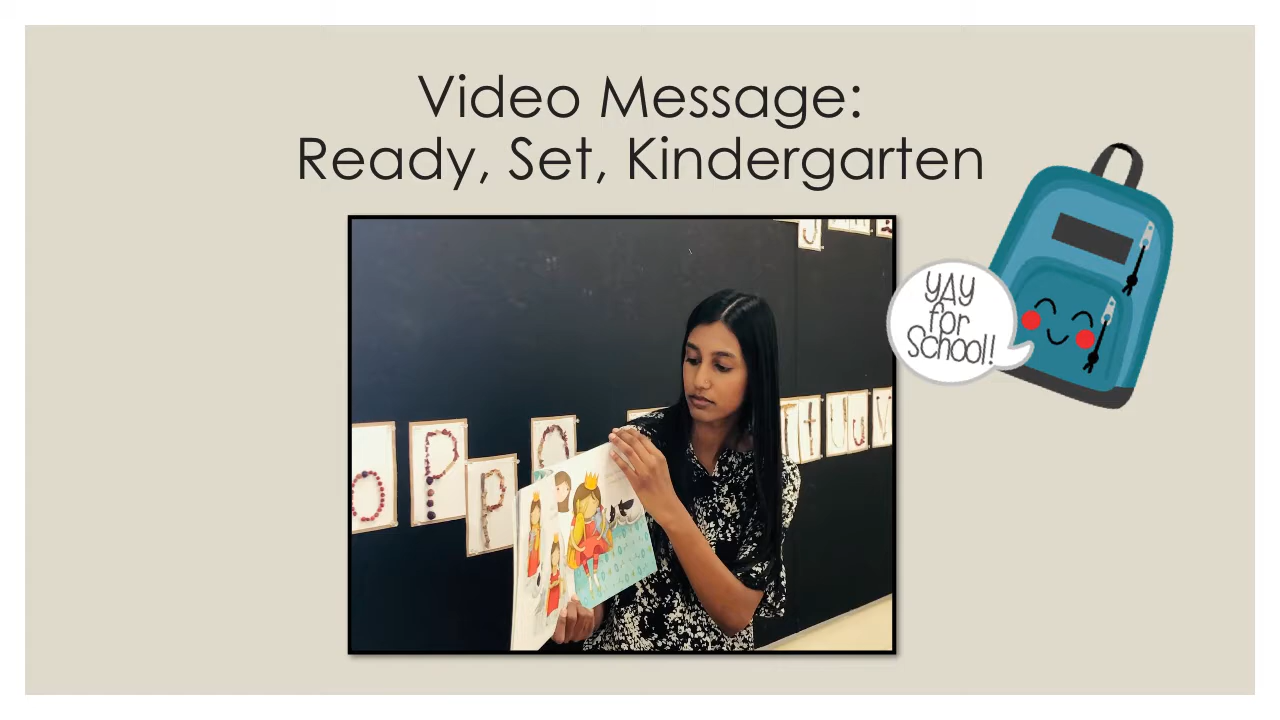 Video Message:
Ready, Set, Kindergarten
yAy
for
School!
o
P
p
T
t
U
u
V